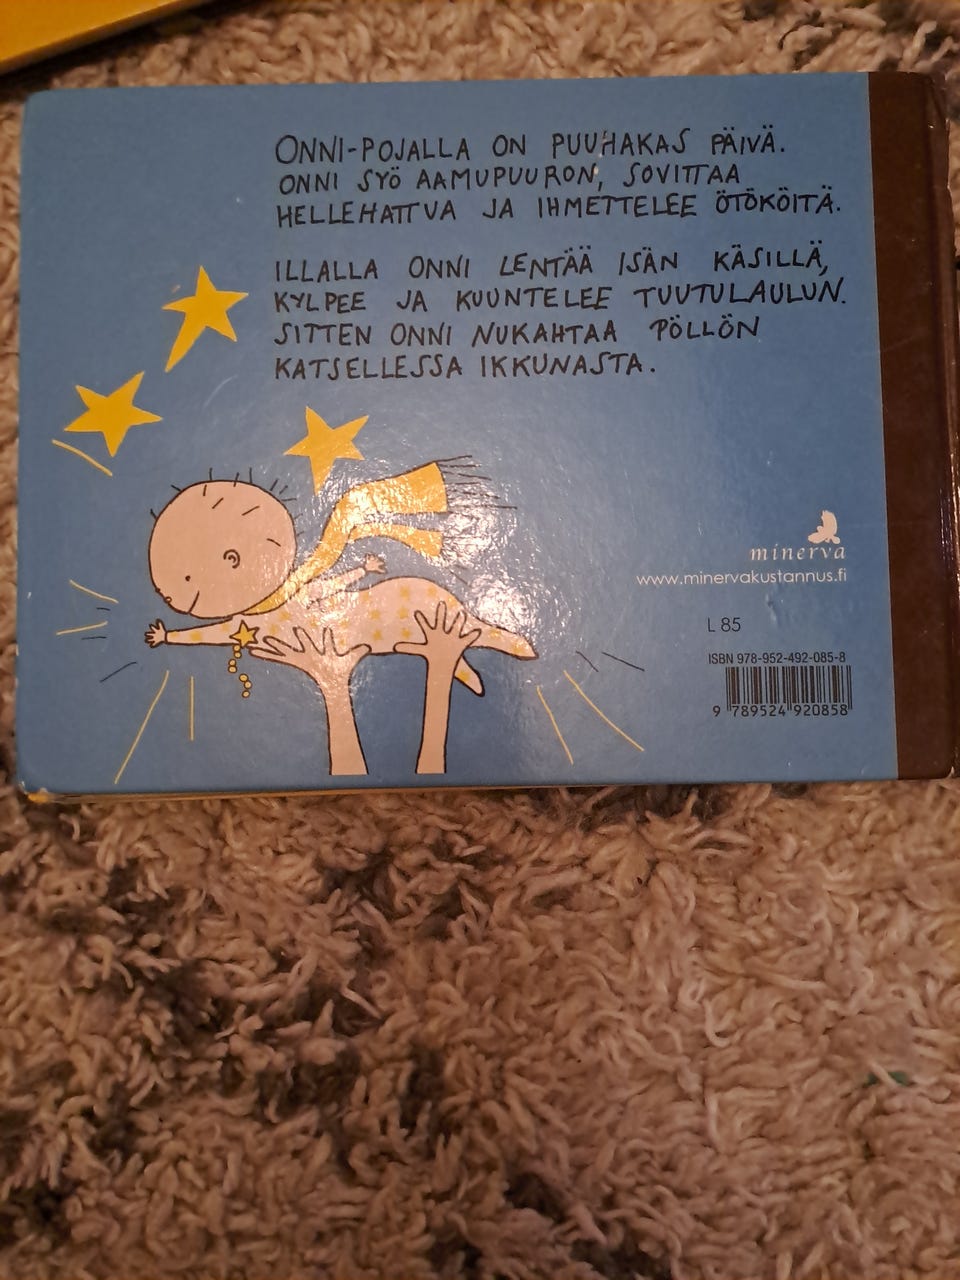 ONNI-POJALLA ON PUUHAKAS PÄIVÄ.
ONNI SYÖ AAMUPUURON, SOVITTAA
HELLEHATTUA JA IHMETTELEE ÖTÖKÖITÄ.
ILLALLA ONNI LENTÄÄ ISÄN KÄSILLÄ,
KYLPEE JA KUUNTELEE TUUTULAULUN.
SITTEN ONNI NUKAHTAA PÖLLÖN
KATSELLESSA IKKUNASTA.
minerva
www.minervakustannus.fi
L 85
ISBN 978-952-492-085-8
9 789524 920858